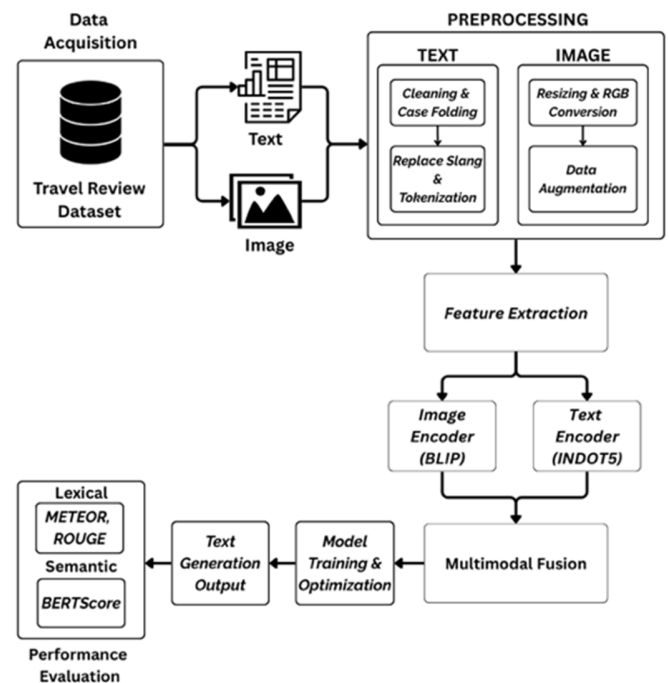 Data
Acquisition
Travel Review
Dataset
Text
Image
PREPROCESSING
TEXT
Cleaning &
Case Folding
Replace Slang
&
Tokenization
IMAGE
Resizing & RGB
Conversion
Data
Augmentation
Feature Extraction
Image
Encoder
(BLIP)
Text
Encoder
(INDOT5)
Multimodal Fusion
Model
Training &
Optimization
Text
Generation
Output
Lexical
METEOR,
ROUGE
Semantic
BERTScore
Performance
Evaluation